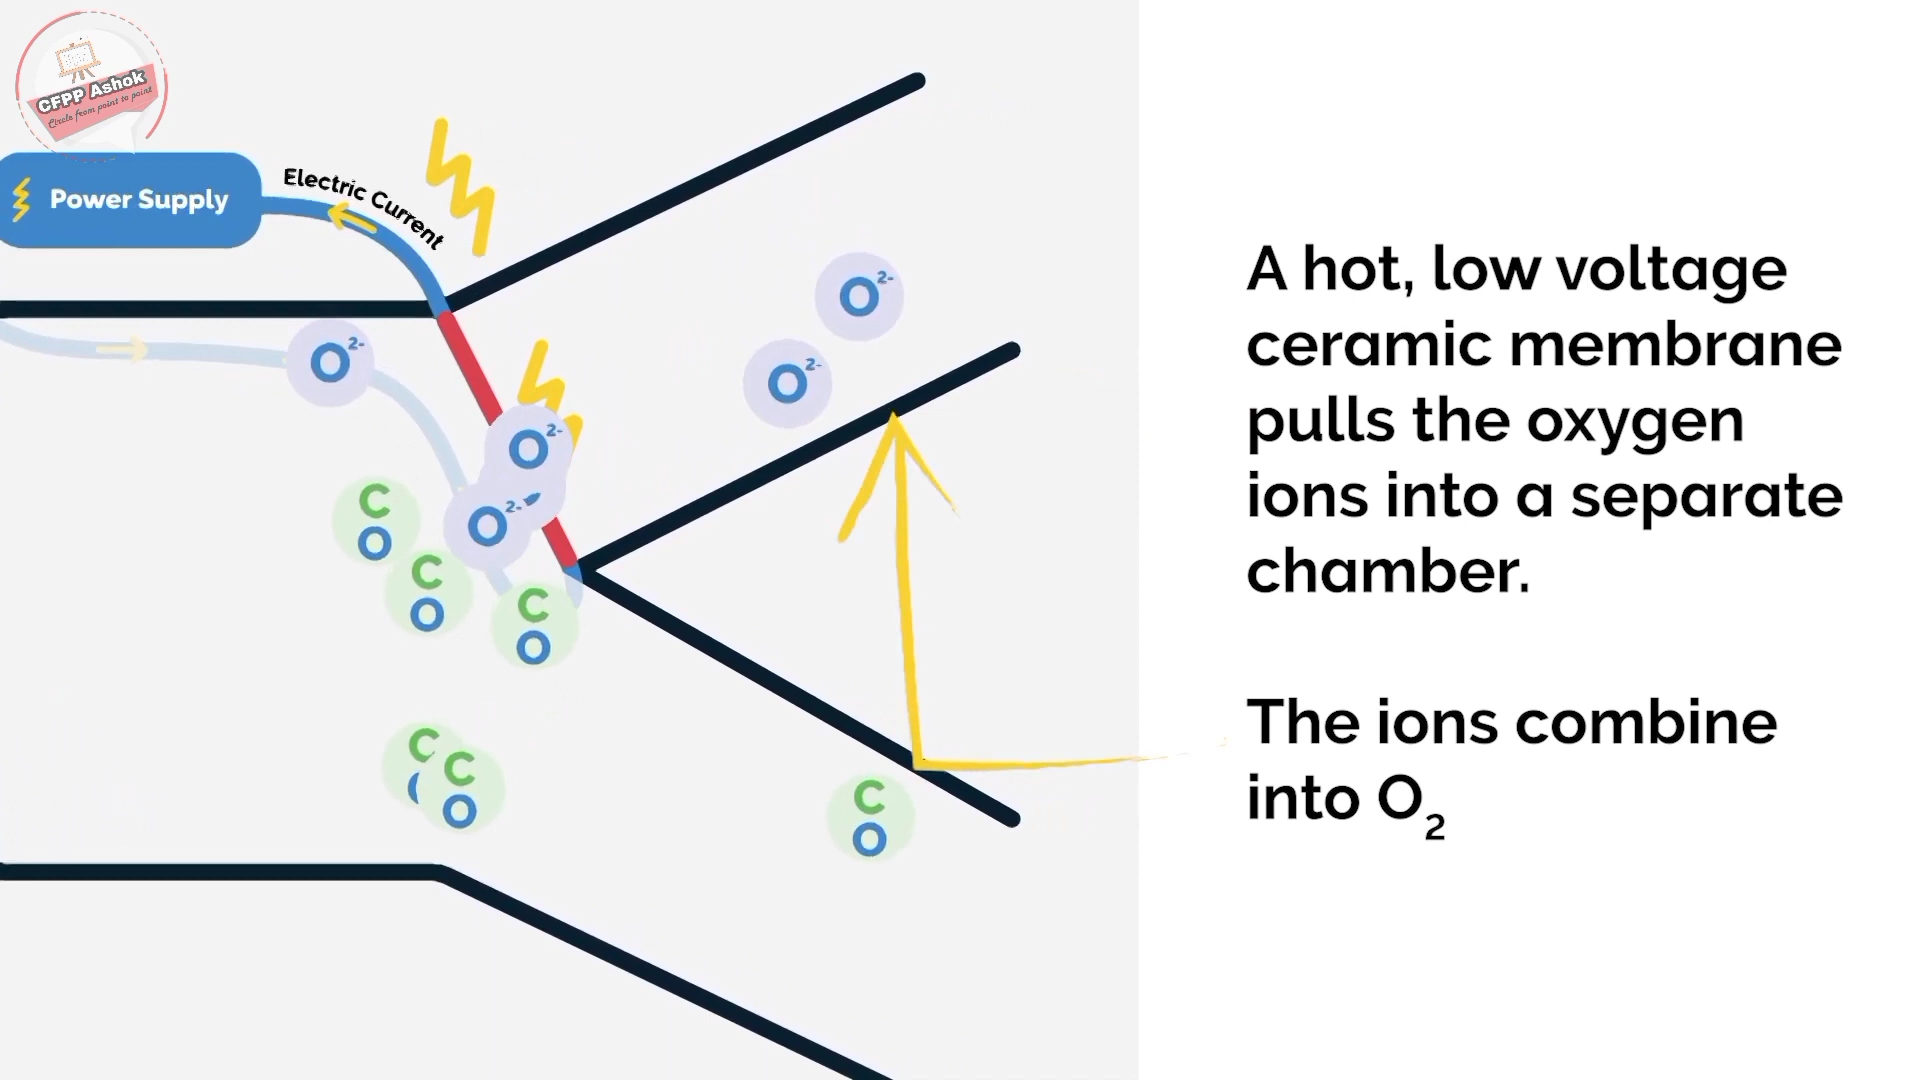 CFPP Ashok
Circle from point to point
Power Supply
Electric Current
O²⁻
O²⁻
O²⁻
O²⁻
O²⁻
C
O
C
O
C
O
C
C
O
C
O
A hot, low voltage
ceramic membrane
pulls the oxygen
ions into a separate
chamber.
The ions combine
into O₂